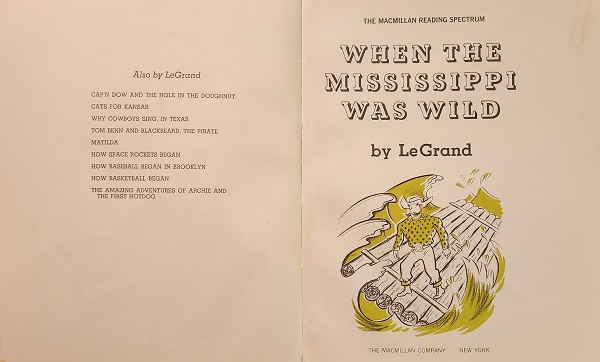 Also by LeGrand
CAP'N DOW AND THE HOLE IN THE DOUGHNUT
CATS FOR KANSAS
WHY COWBOYS SING, IN TEXAS
TOM BENN AND BLACKBEARD, THE PIRATE
MATILDA
HOW SPACE ROCKETS BEGAN
HOW BASEBALL BEGAN IN BROOKLYN
HOW BASKETBALL BEGAN
THE AMAZING ADVENTURES OF ARCHIE AND
THE FIRST HOTDOG
THE MACMILLAN READING SPECTRUM
WHEN THE
MISSISSIPPI
WAS WILD
by LeGrand
THE MACMILLAN COMPANY NEW YORK